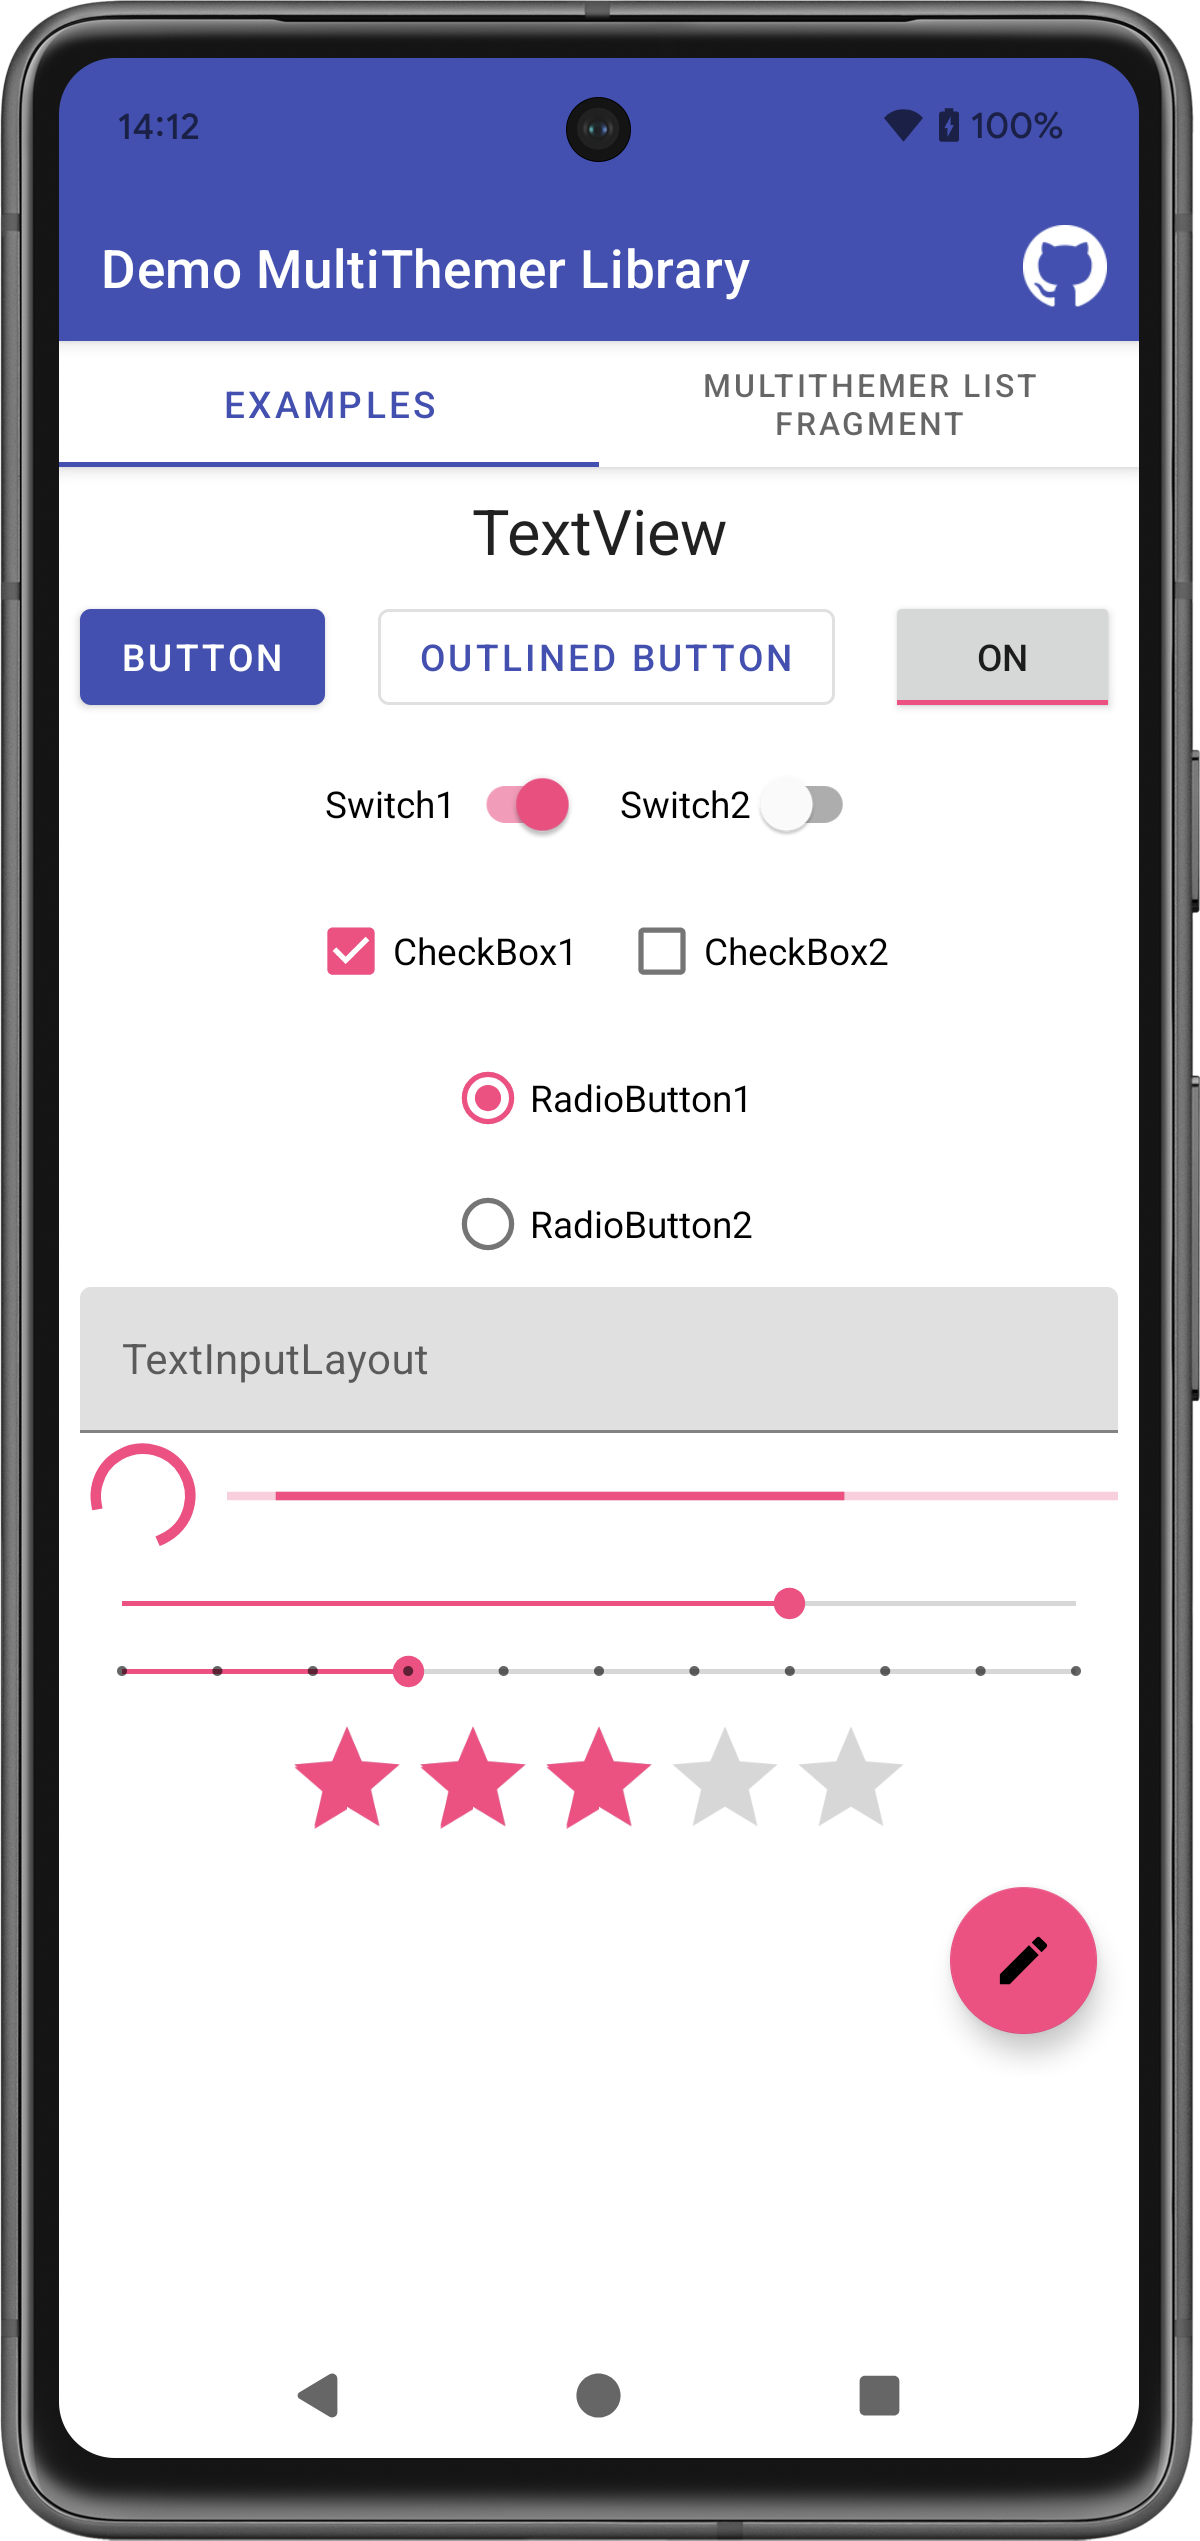 14:12
100%
Demo MultiThemer Library
EXAMPLES
MULTITHEMER LIST
FRAGMENT
TextView
BUTTON
OUTLINED BUTTON
ON
Switch1
Switch2
CheckBox1
CheckBox2
RadioButton1
RadioButton2
TextInputLayout